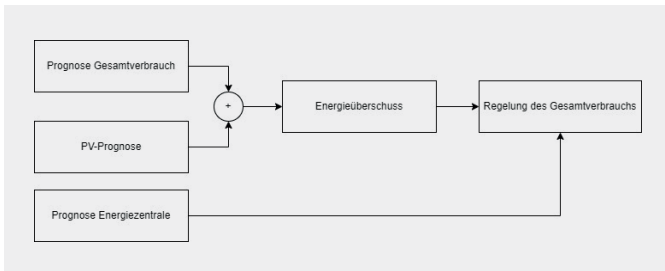 Prognose Gesamtverbrauch
+
Energieüberschuss
Regelung des Gesamtverbrauchs
PV-Prognose
Prognose Energiezentrale